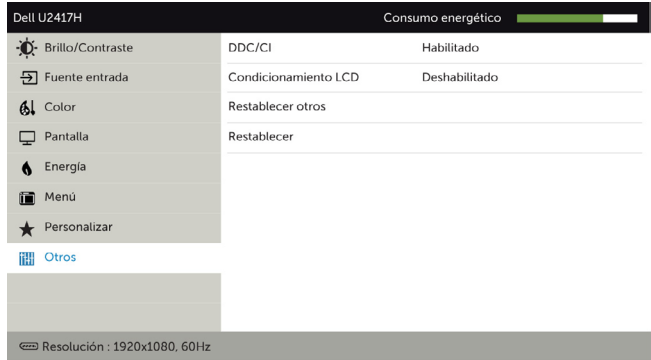 Dell U2417H Consumo energético
Brillo/Contraste DDC/CI Habilitado
Fuente entrada Condicionamiento LCD Deshabilitado
Color Restablecer otros
Pantalla Restablecer
Energía
Menú
Personalizar
Otros
Resolución : 1920x1080, 60Hz